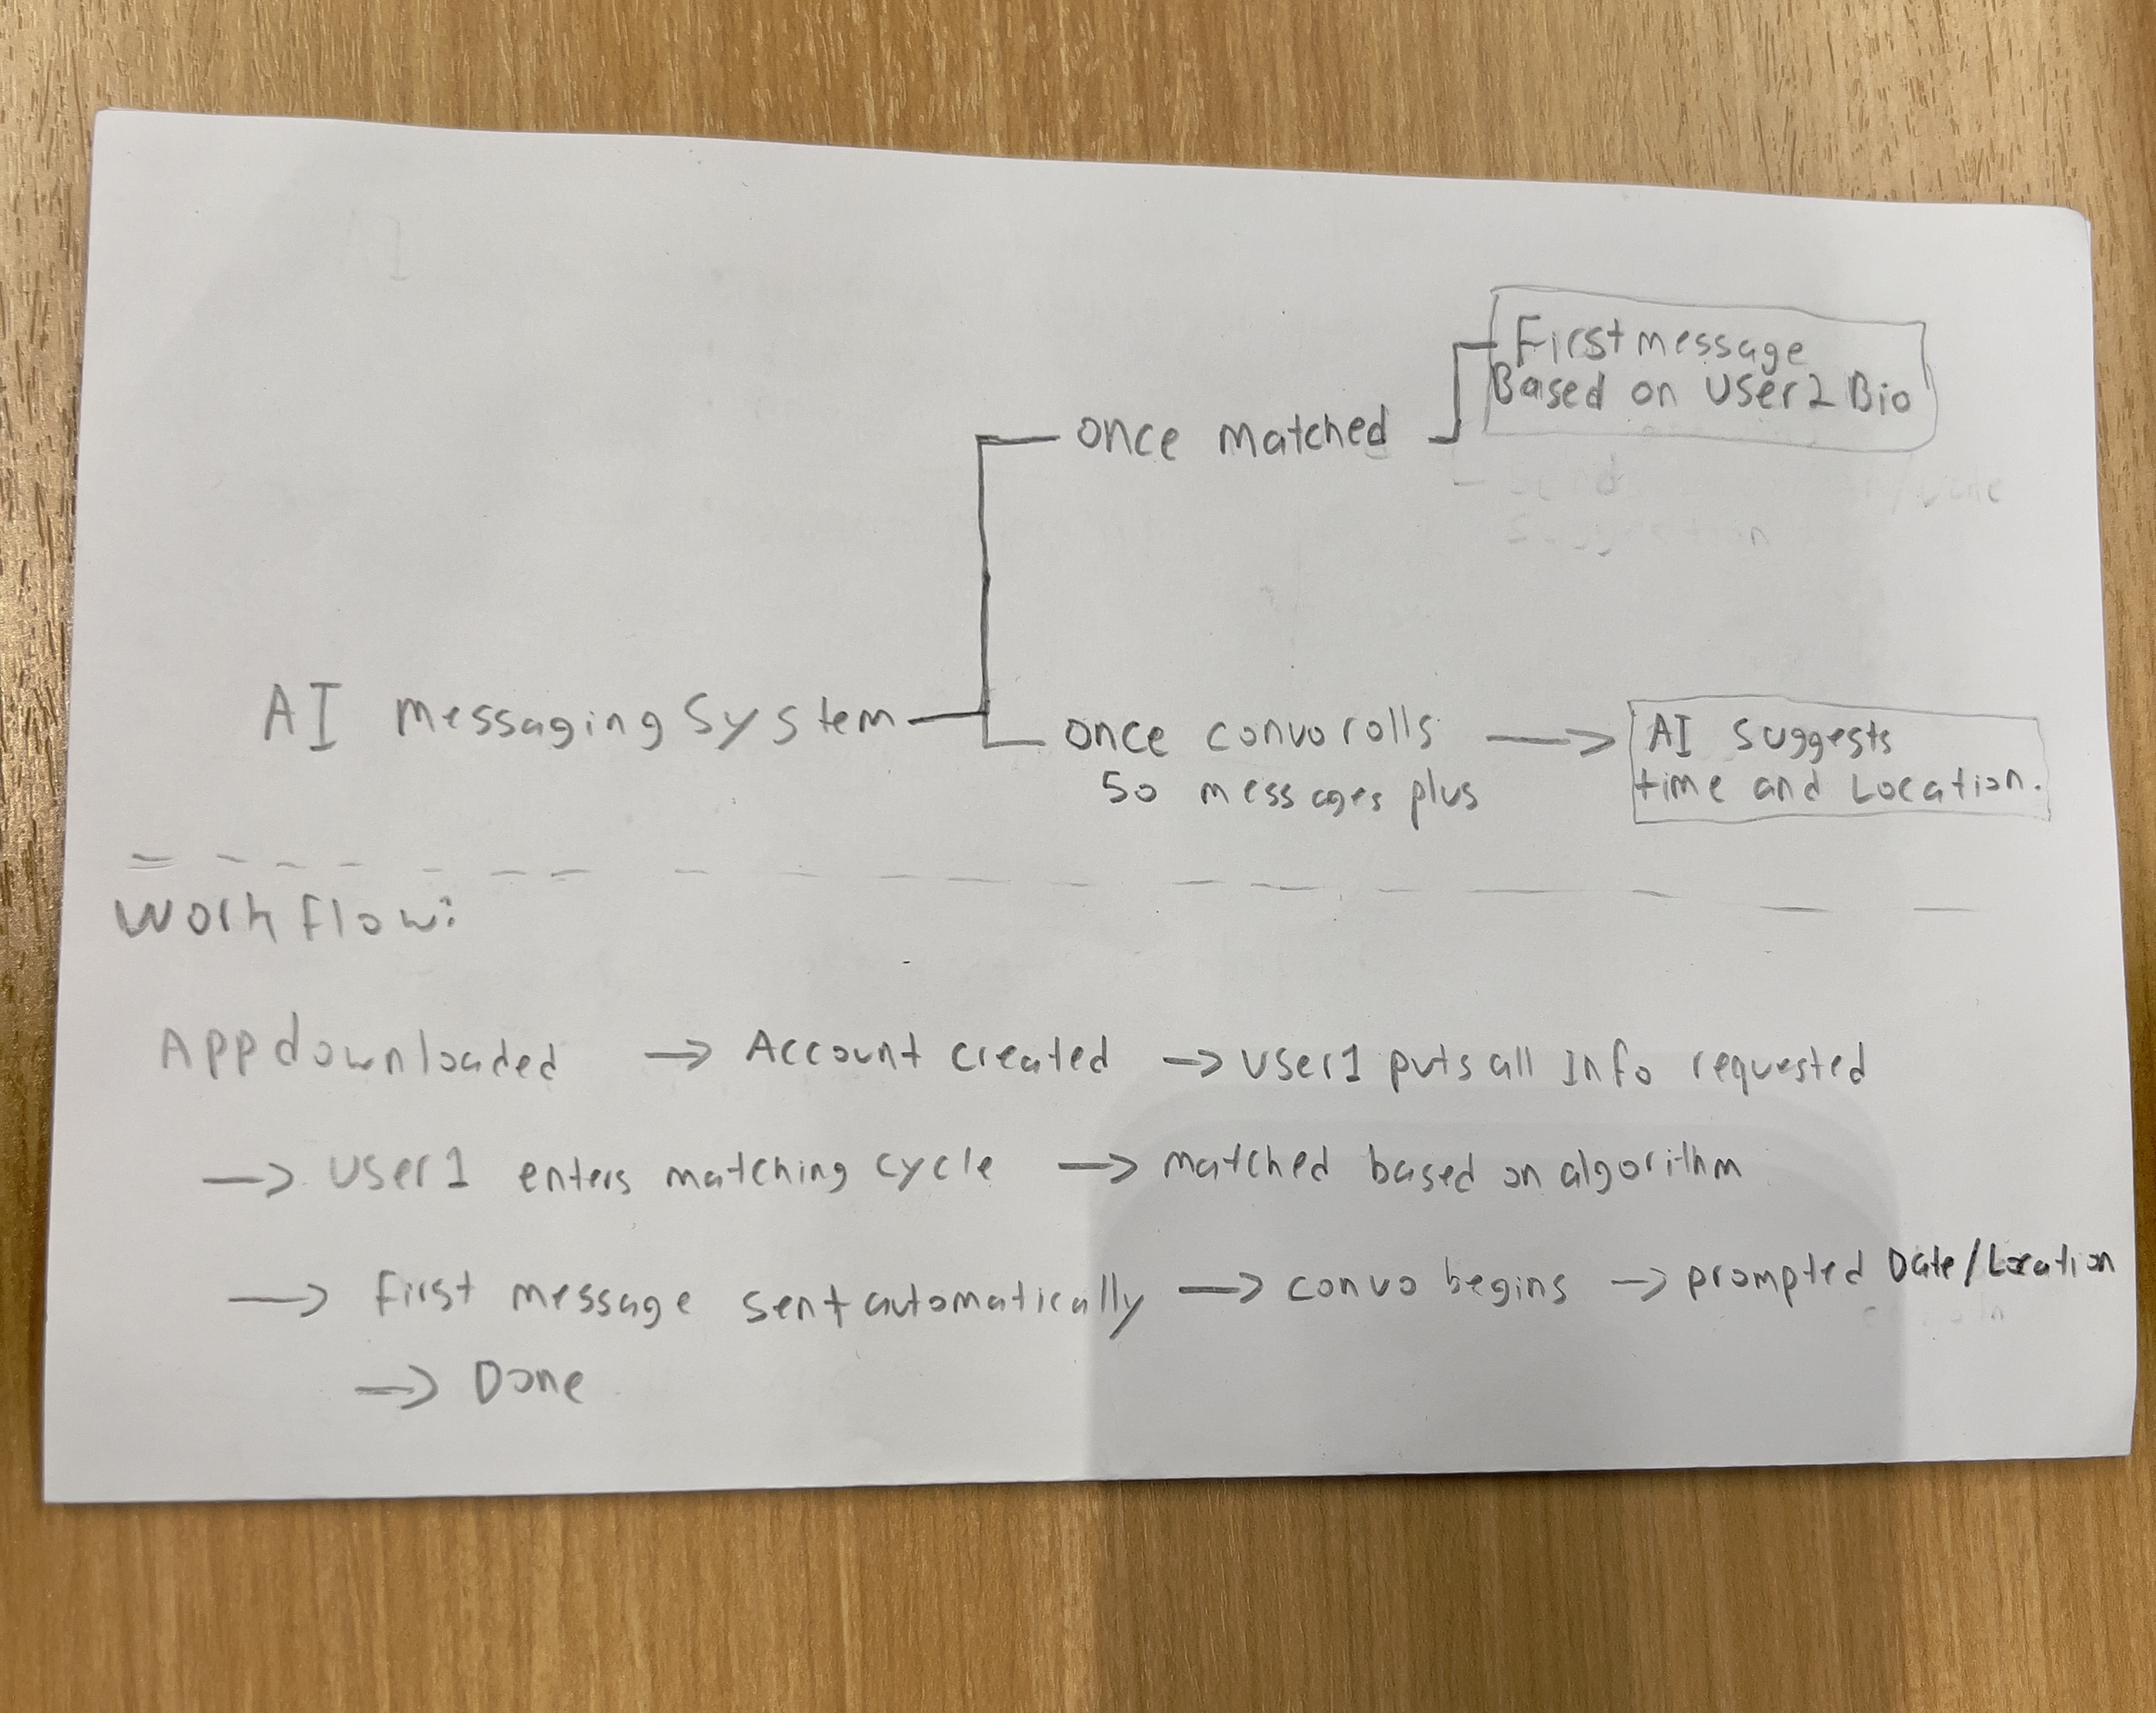 First message
Based on User2 Bio
once matched
AI messaging System
once convo rolls
50 messages plus
AI suggests
time and Location.
Workflow:
App downloaded → Account created → User1 puts all Info requested
→ User1 enters matching cycle → matched based on algorithm
→ First message sent automatically → convo begins → prompted Date/Location
→ Done